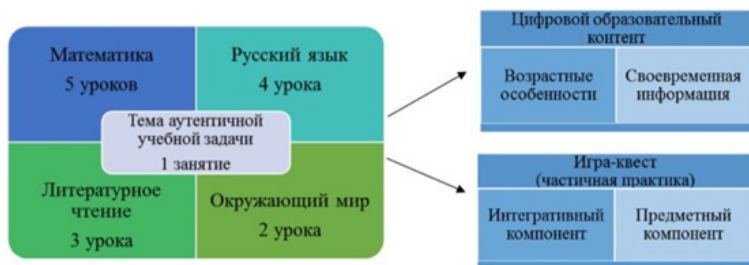 Математика
5 уроков
Русский язык
4 урока
Тема аутентичной
учебной задачи
1 занятие
Литературное
чтение
3 урока
Окружающий мир
2 урока
Цифровой образовательный
контент
Возрастные
особенности
Своевременная
информация
Игра-квест
(частичная практика)
Интегративный
компонент
Предметный
компонент